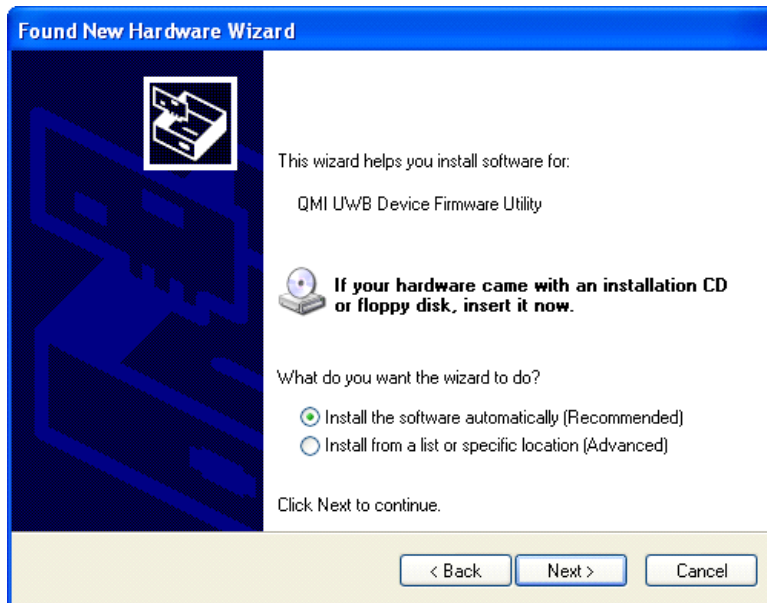 Found New Hardware Wizard
This wizard helps you install software for:
QMI UWB Device Firmware Utility
If your hardware came with an installation CD
or floppy disk, insert it now.
What do you want the wizard to do?
Install the software automatically (Recommended)
Install from a list or specific location (Advanced)
Click Next to continue.
< Back Next > Cancel